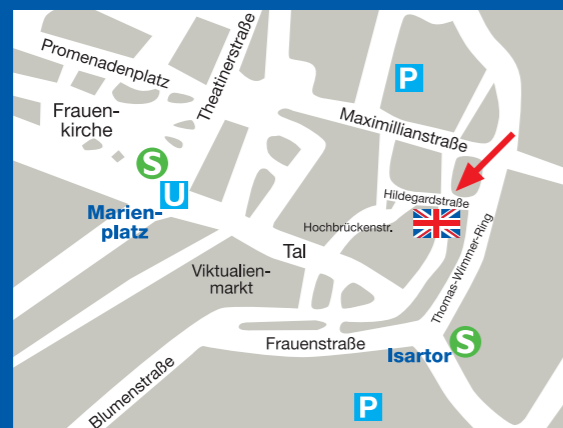 Promenadenplatz
Theatinerstraße
P
Frauen-
kirche
Maximillianstraße
S
U
Hildegardstraße
Marien-
platz
Hochbrückenstr.
Tal
Thomas-Wimmer-Ring
Viktualien-
markt
Frauenstraße
S
Isartor
Blumenstraße
P